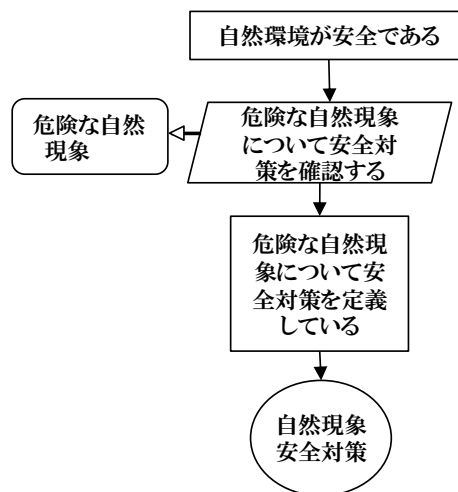 自然環境が安全である
危険な自然
現象
危険な自然現象
について安全対
策を確認する
危険な自然現
象について安
全対策を定義
している
自然現象
安全対策